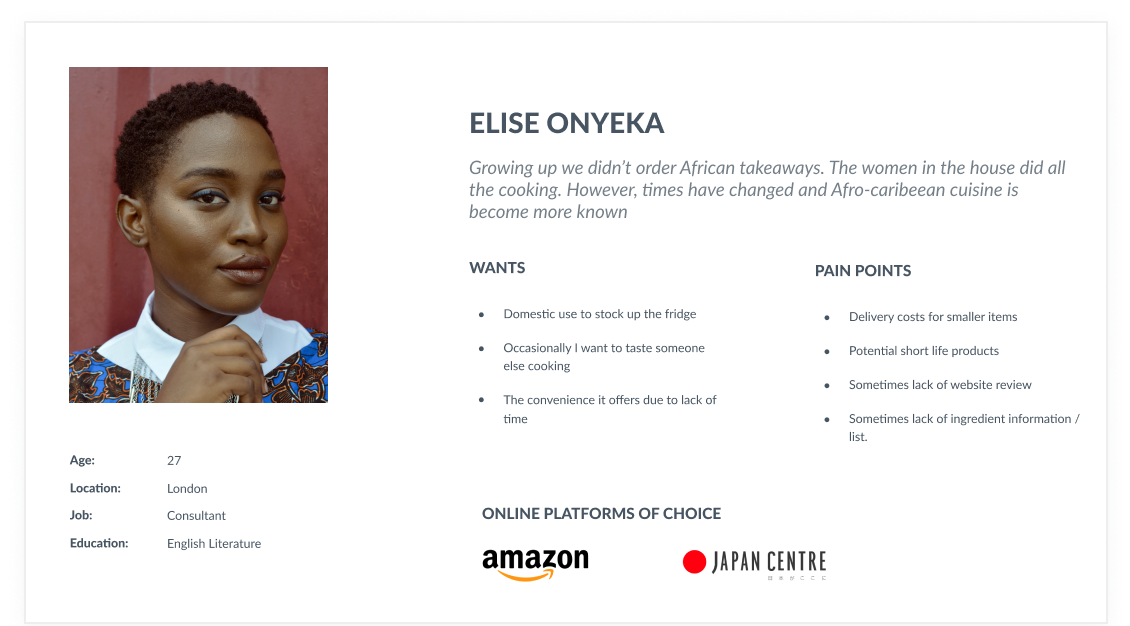 ELISE ONYEKA
Growing up we didn't order African takeaways. The women in the house did all
the cooking. However, times have changed and Afro-caribeean cuisine is
become more known
WANTS
Domestic use to stock up the fridge
Occasionally I want to taste someone
else cooking
The convenience it offers due to lack of
time
PAIN POINTS
Delivery costs for smaller items
Potential short life products
Sometimes lack of website review
Sometimes lack of ingredient information /
list.
Age: 27
Location: London
Job: Consultant
Education: English Literature
ONLINE PLATFORMS OF CHOICE
amazon
JAPAN CENTRE